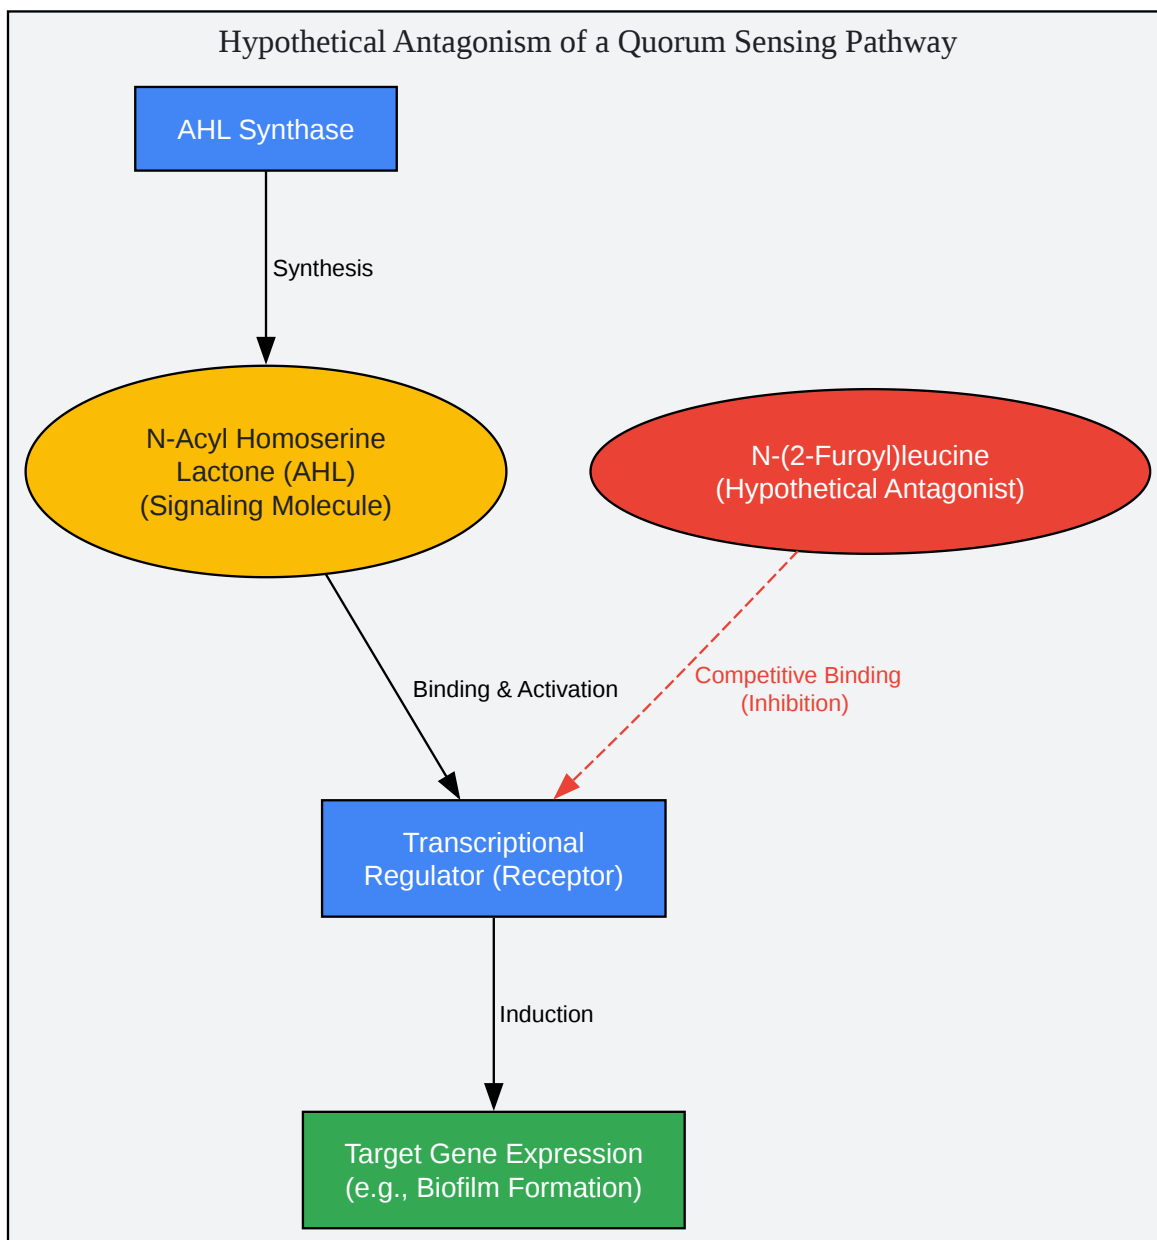 Hypothetical Antagonism of a Quorum Sensing Pathway
AHL Synthase
Synthesis
N-Acyl Homoserine
Lactone (AHL)
(Signaling Molecule)
N-(2-Furoyl)leucine
(Hypothetical Antagonist)
Binding & Activation
Competitive Binding
(Inhibition)
Transcriptional
Regulator (Receptor)
Induction
Target Gene Expression
(e.g., Biofilm Formation)